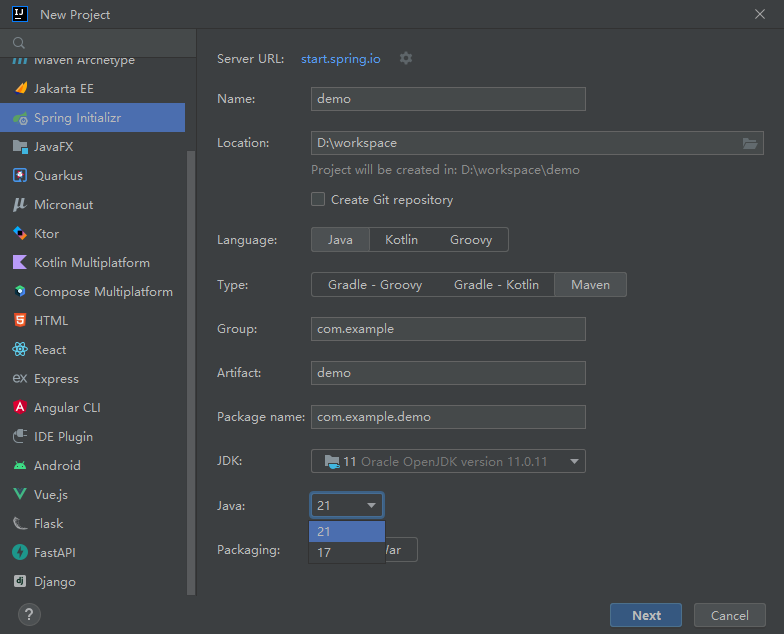 New Project
Maven Archetype
Jakarta EE
Spring Initializr
JavaFX
Quarkus
Micronaut
Ktor
Kotlin Multiplatform
Compose Multiplatform
HTML
React
ex Express
Angular CLI
IDE Plugin
Android
Vue.js
Flask
FastAPI
dj Django
?
Server URL: start.spring.io
Name: demo
Location: D:\workspace
Project will be created in: D:\workspace\demo
Create Git repository
Language: Java Kotlin Groovy
Type: Gradle - Groovy Gradle - Kotlin Maven
Group: com.example
Artifact: demo
Package name: com.example.demo
JDK: 11 Oracle OpenJDK version 11.0.11
Java: 21
21
17
Packaging:
Next Cancel